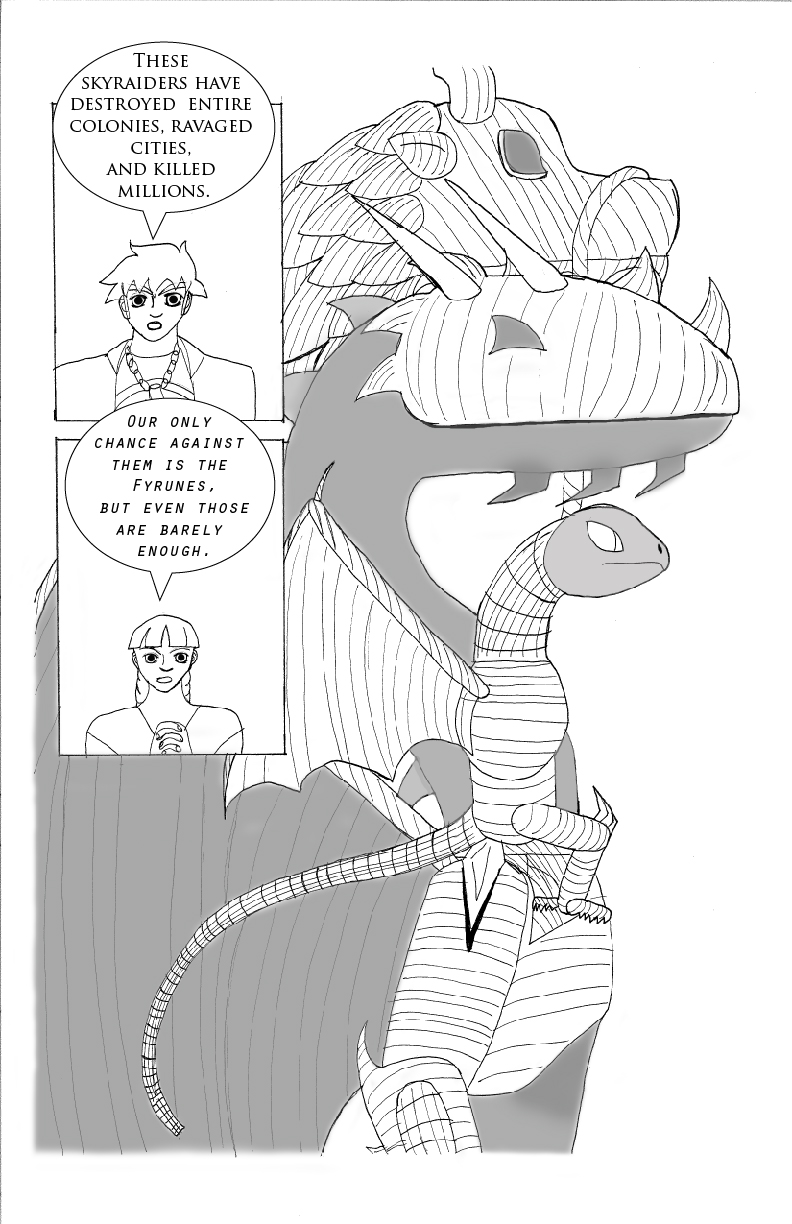 THESE
SKYRAIDERS HAVE
DESTROYED ENTIRE
COLONIES, RAVAGED
CITIES,
AND KILLED
MILLIONS.
OUR ONLY
CHANCE AGAINST
THEM IS THE
FYRUNES,
BUT EVEN THOSE
ARE BARELY
ENOUGH.